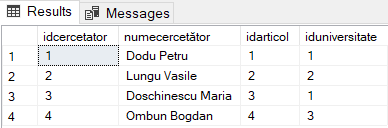 Results Messages
idcercetator numecercetător idarticol iduniversitate
1 1 Dodu Petru 1 1
2 2 Lungu Vasile 2 2
3 3 Doschinescu Maria 3 1
4 4 Ombun Bogdan 4 3